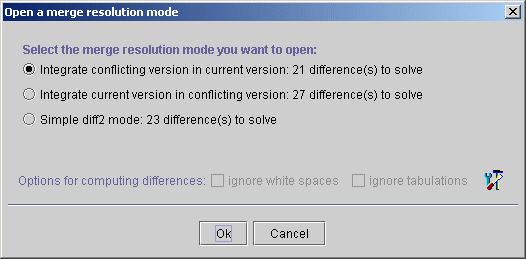 Open a merge resolution mode
Select the merge resolution mode you want to open:
Integrate conflicting version in current version: 21 difference(s) to solve
Integrate current version in conflicting version: 27 difference(s) to solve
Simple diff2 mode: 23 difference(s) to solve
Options for computing differences: ignore white spaces ignore tabulations
Ok Cancel